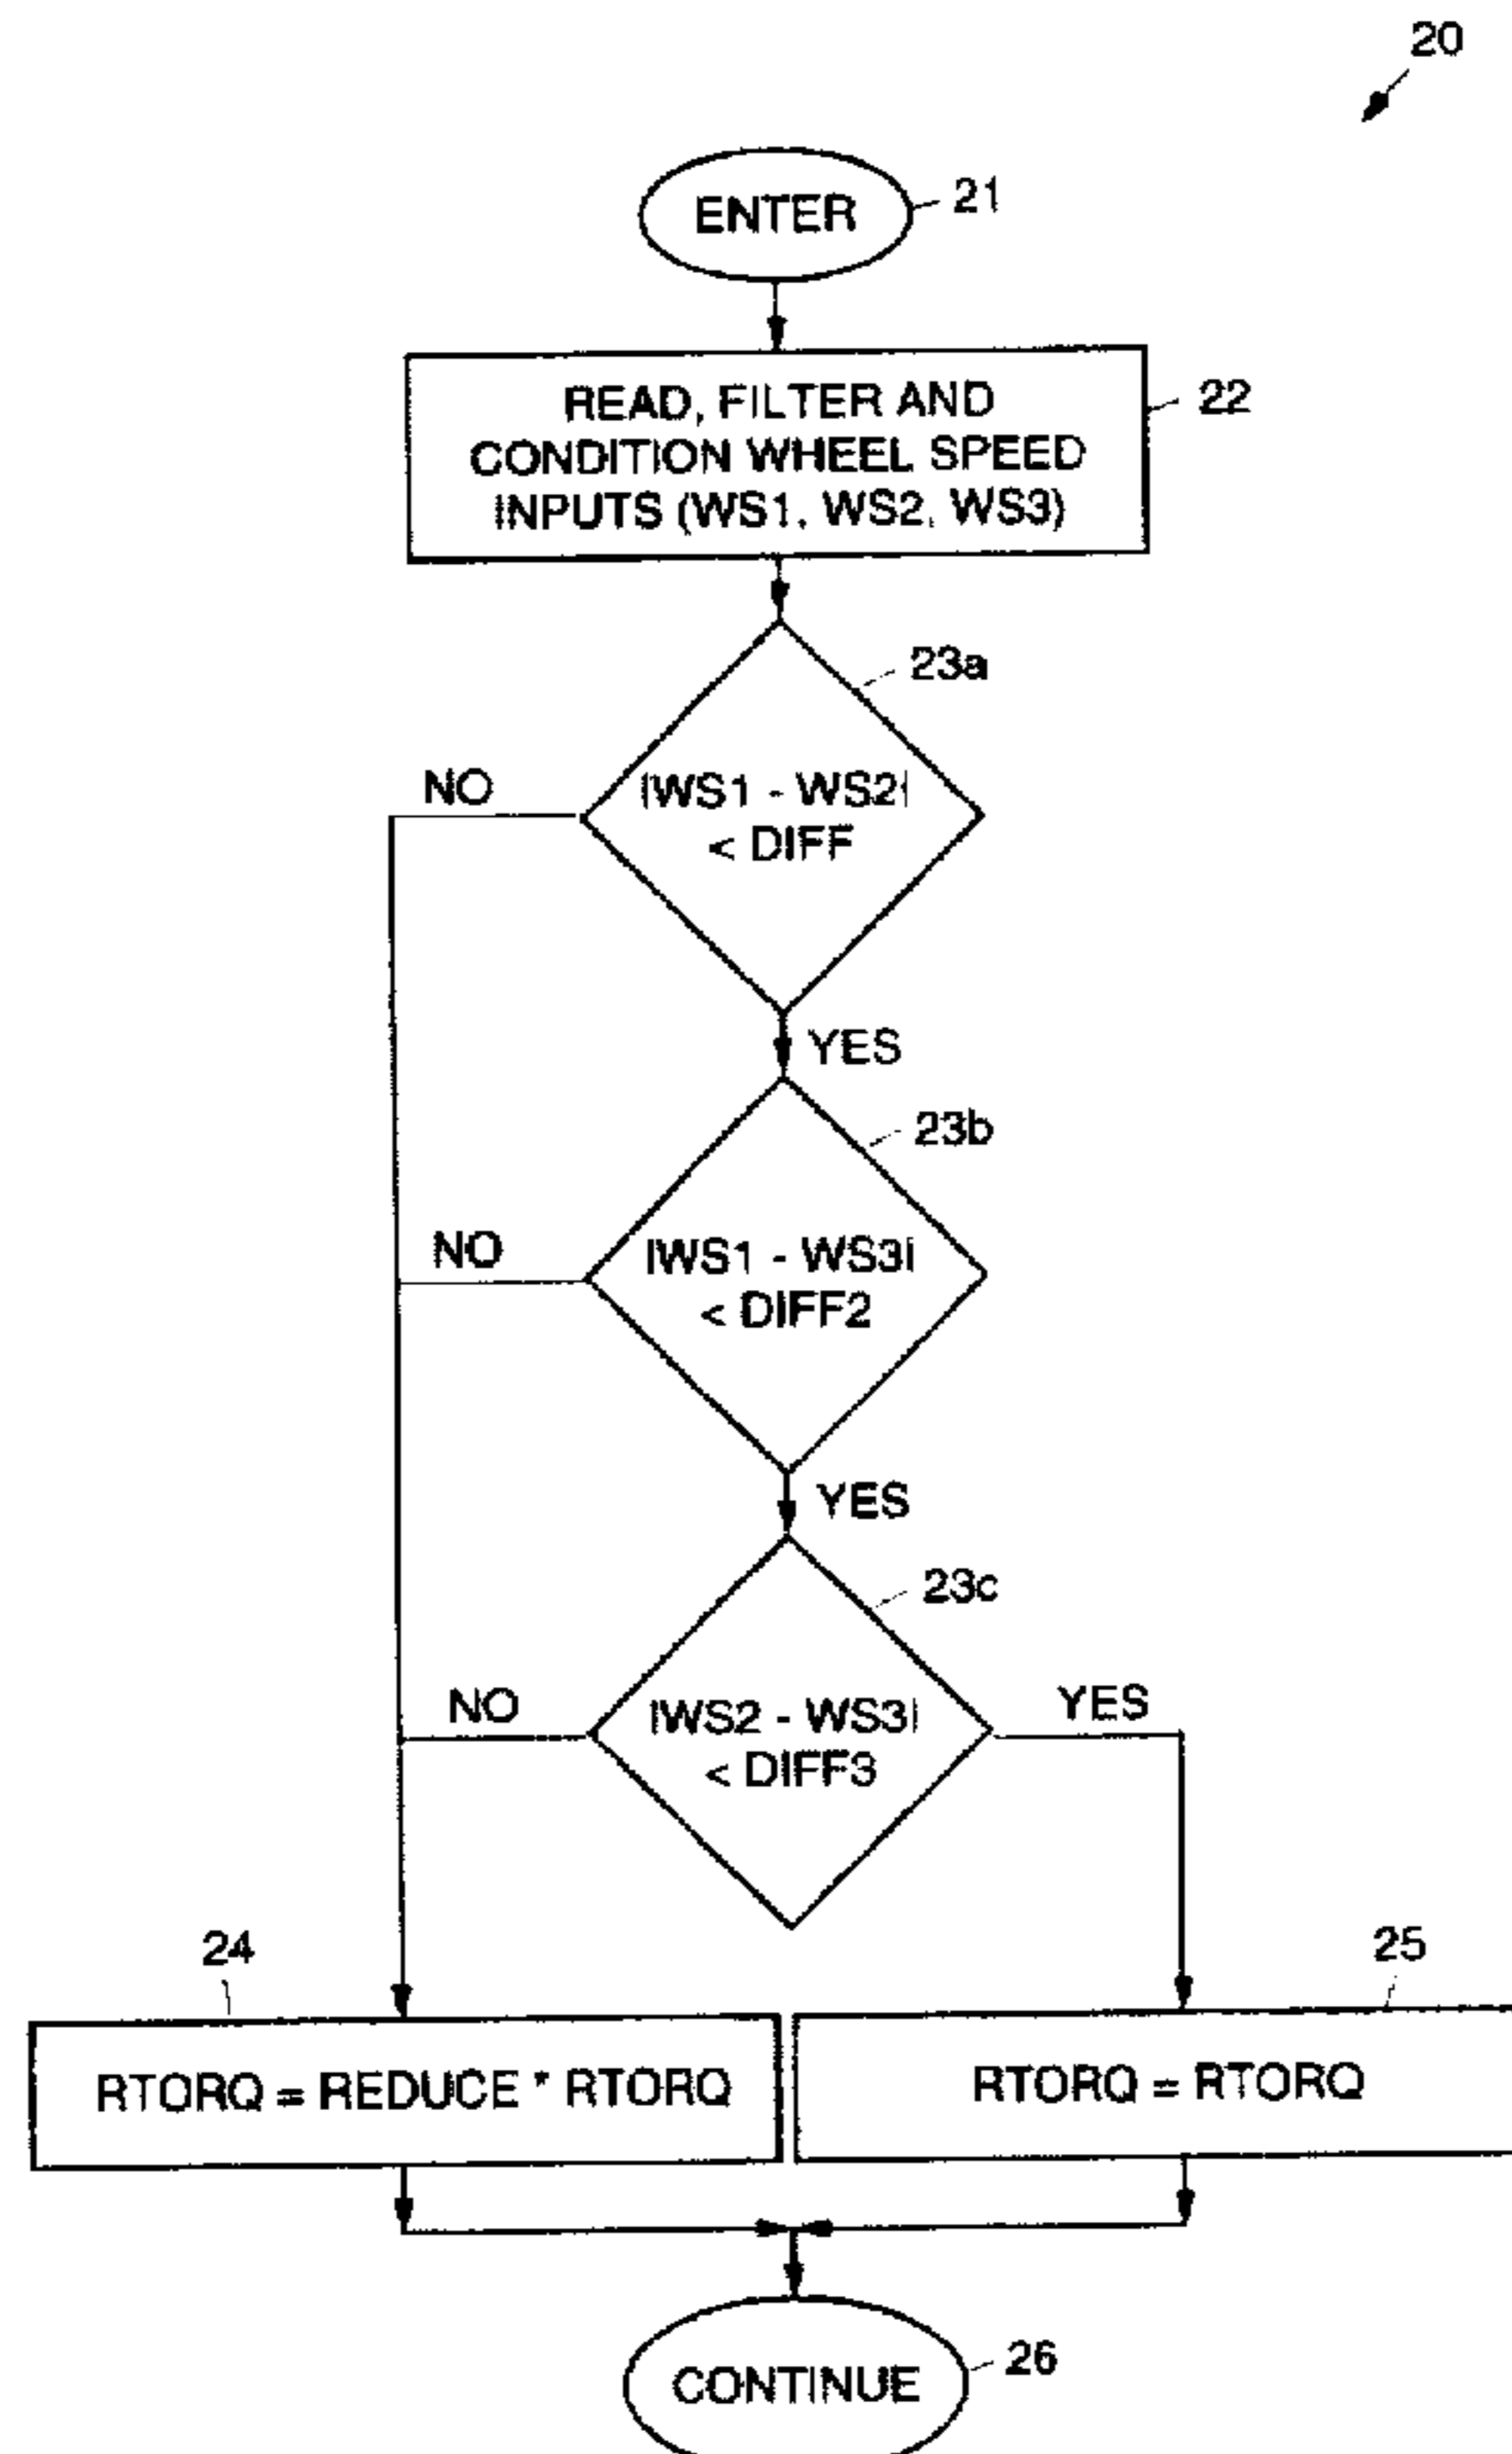 20
ENTER
21
READ, FILTER AND
CONDITION WHEEL SPEED
INPUTS (WS1, WS2, WS3)
22
23a
NO
|WS1 - WS2|
< DIFF
YES
23b
NO
|WS1 - WS3|
< DIFF2
YES
23c
NO
|WS2 - WS3|
< DIFF3
YES
24
25
RTORQ = REDUCE * RTORQ
RTORQ = RTORQ
CONTINUE
26